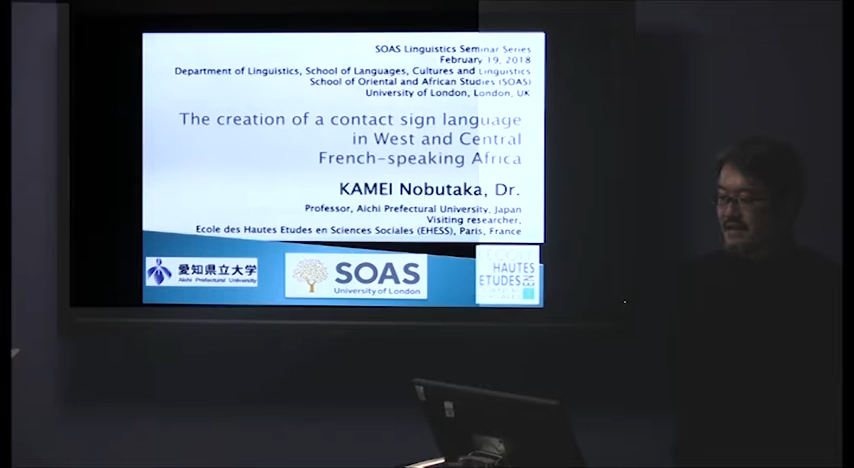 SOAS Linguistics Seminar Series
February 19, 2018
Department of Linguistics, School of Languages, Cultures and Linguistics
School of Oriental and African Studies (SOAS)
University of London, London, UK
The creation of a contact sign language
in West and Central
French-speaking Africa
KAMEI Nobutaka, Dr.
Professor, Aichi Prefectural University, Japan
Visiting researcher,
Ecole des Hautes Etudes en Sciences Sociales (EHESS), Paris, France
愛知県立大学
Aichi Prefectural University
SOAS
University of London
HAUTES
ETUDES